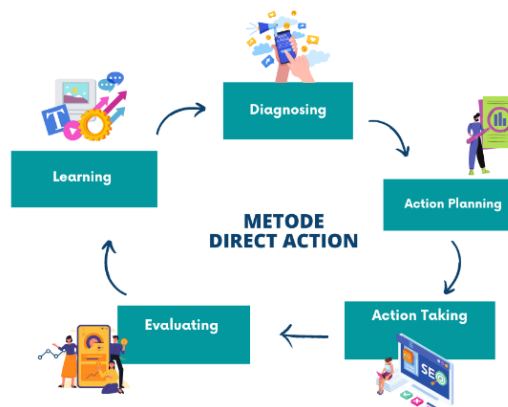 Diagnosing
Learning
Action Planning
METODE
DIRECT ACTION
Evaluating
Action Taking
T
SEO